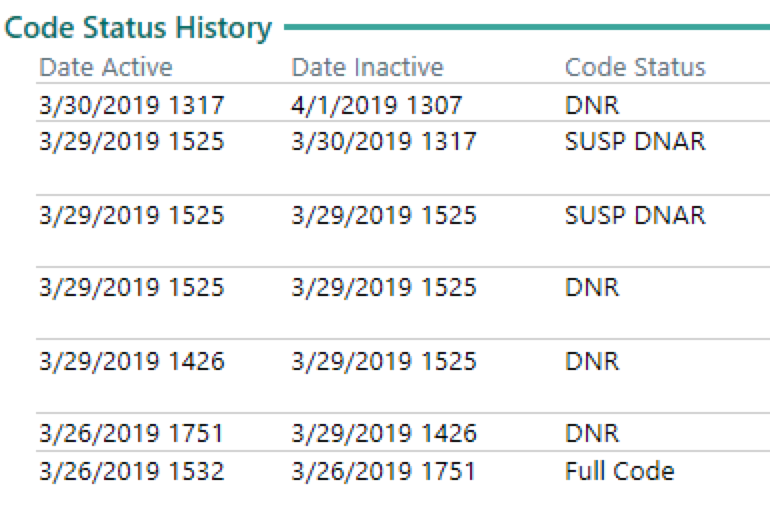 Code Status History
Date Active Date Inactive Code Status
3/30/2019 1317 4/1/2019 1307 DNR
3/29/2019 1525 3/30/2019 1317 SUSP DNAR
3/29/2019 1525 3/29/2019 1525 SUSP DNAR
3/29/2019 1525 3/29/2019 1525 DNR
3/29/2019 1426 3/29/2019 1525 DNR
3/26/2019 1751 3/29/2019 1426 DNR
3/26/2019 1532 3/26/2019 1751 Full Code